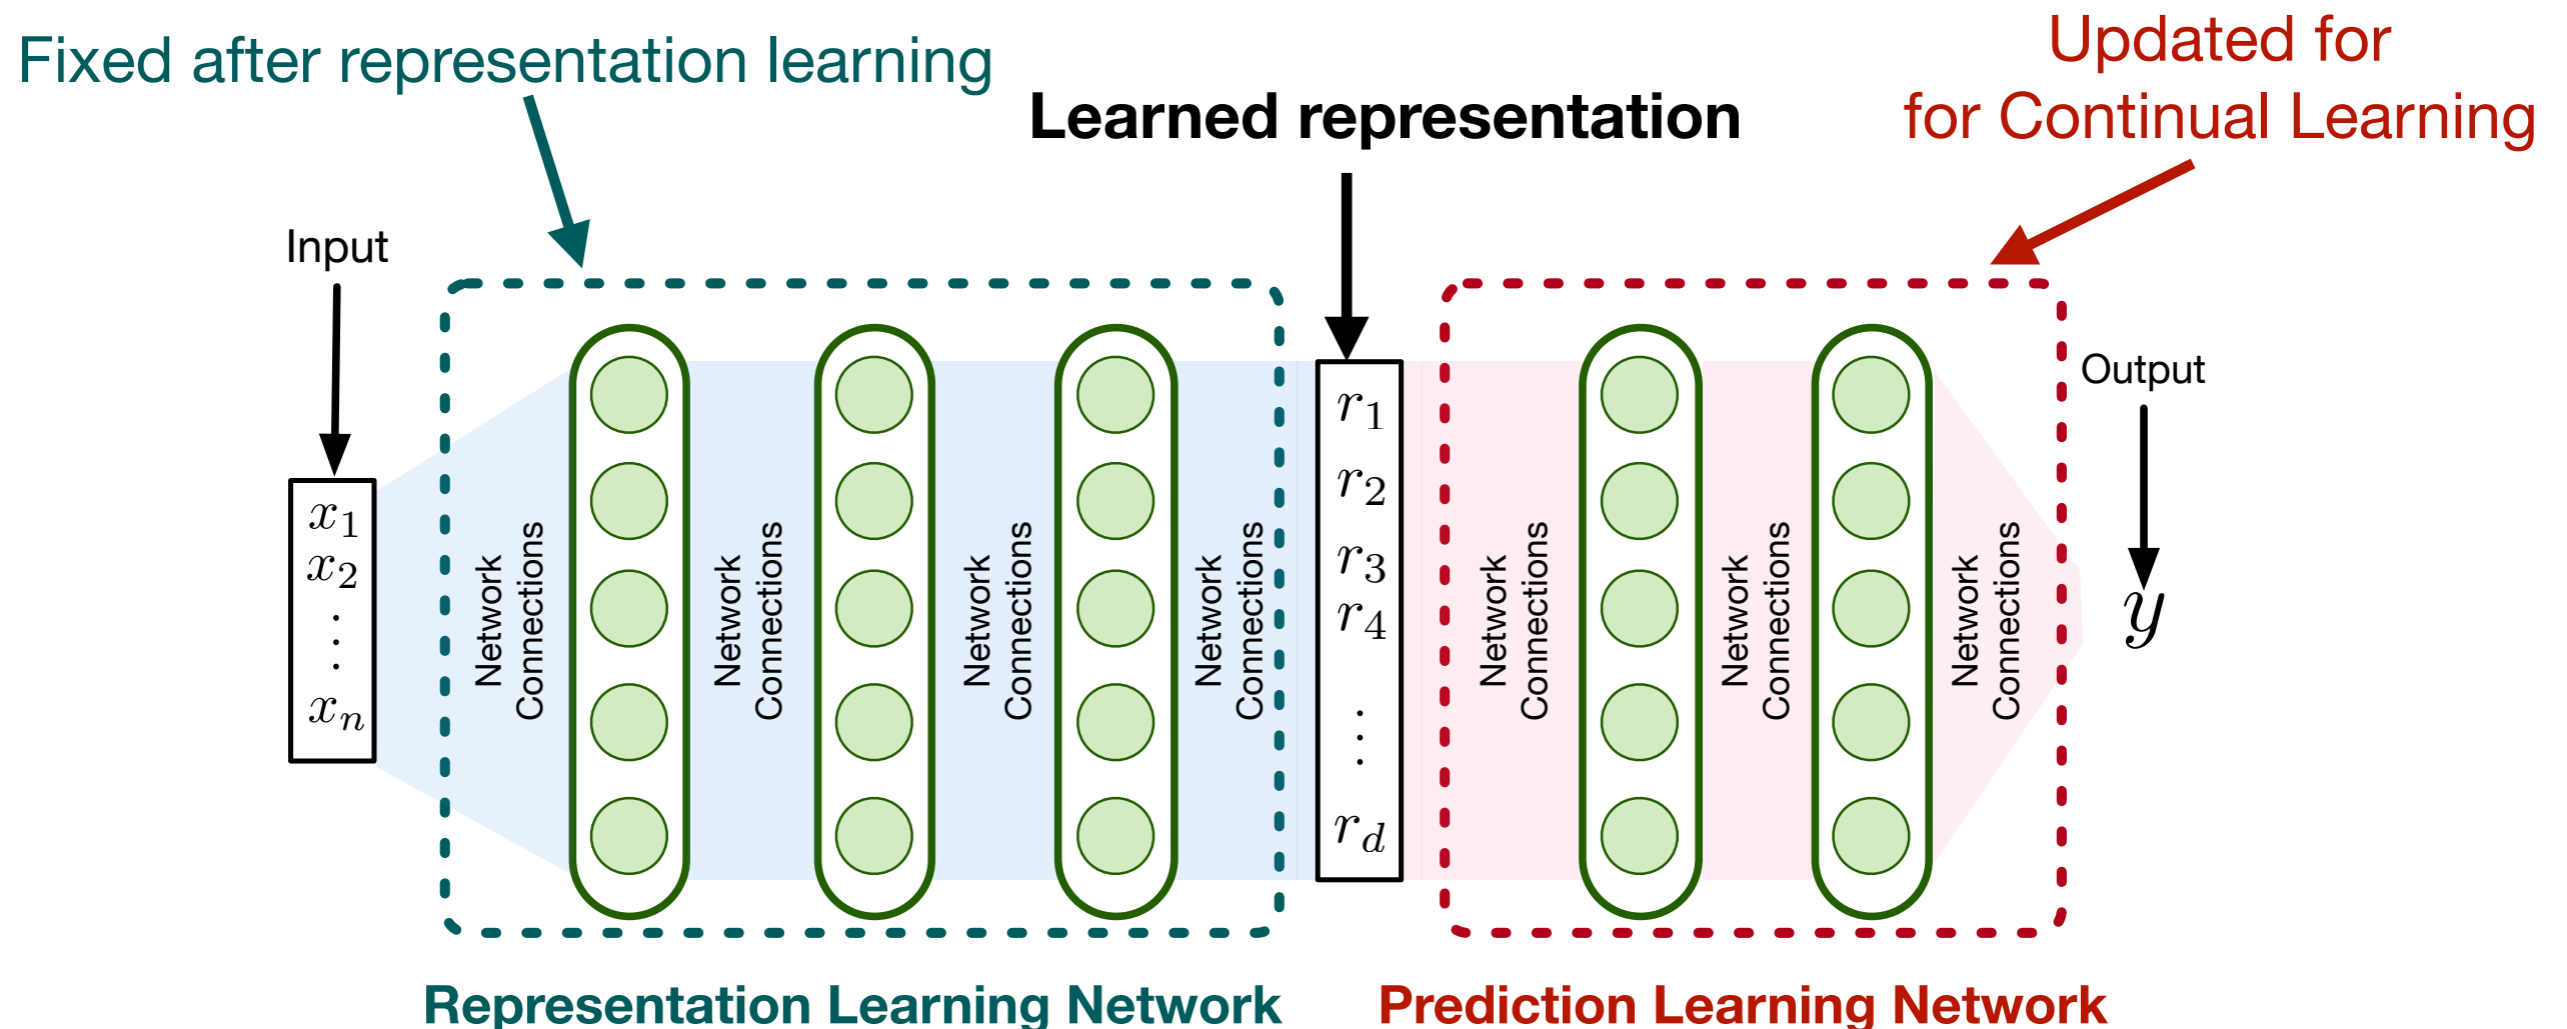 Fixed after representation learning
Updated for
for Continual Learning
Learned representation
Input
Output
x₁
x₂
⋮
xₙ
Network
Connections
Network
Connections
Network
Connections
Network
Connections
r₁
r₂
r₃
r₄
⋮
r_d
Network
Connections
Network
Connections
Network
Connections
y
Representation Learning Network
Prediction Learning Network